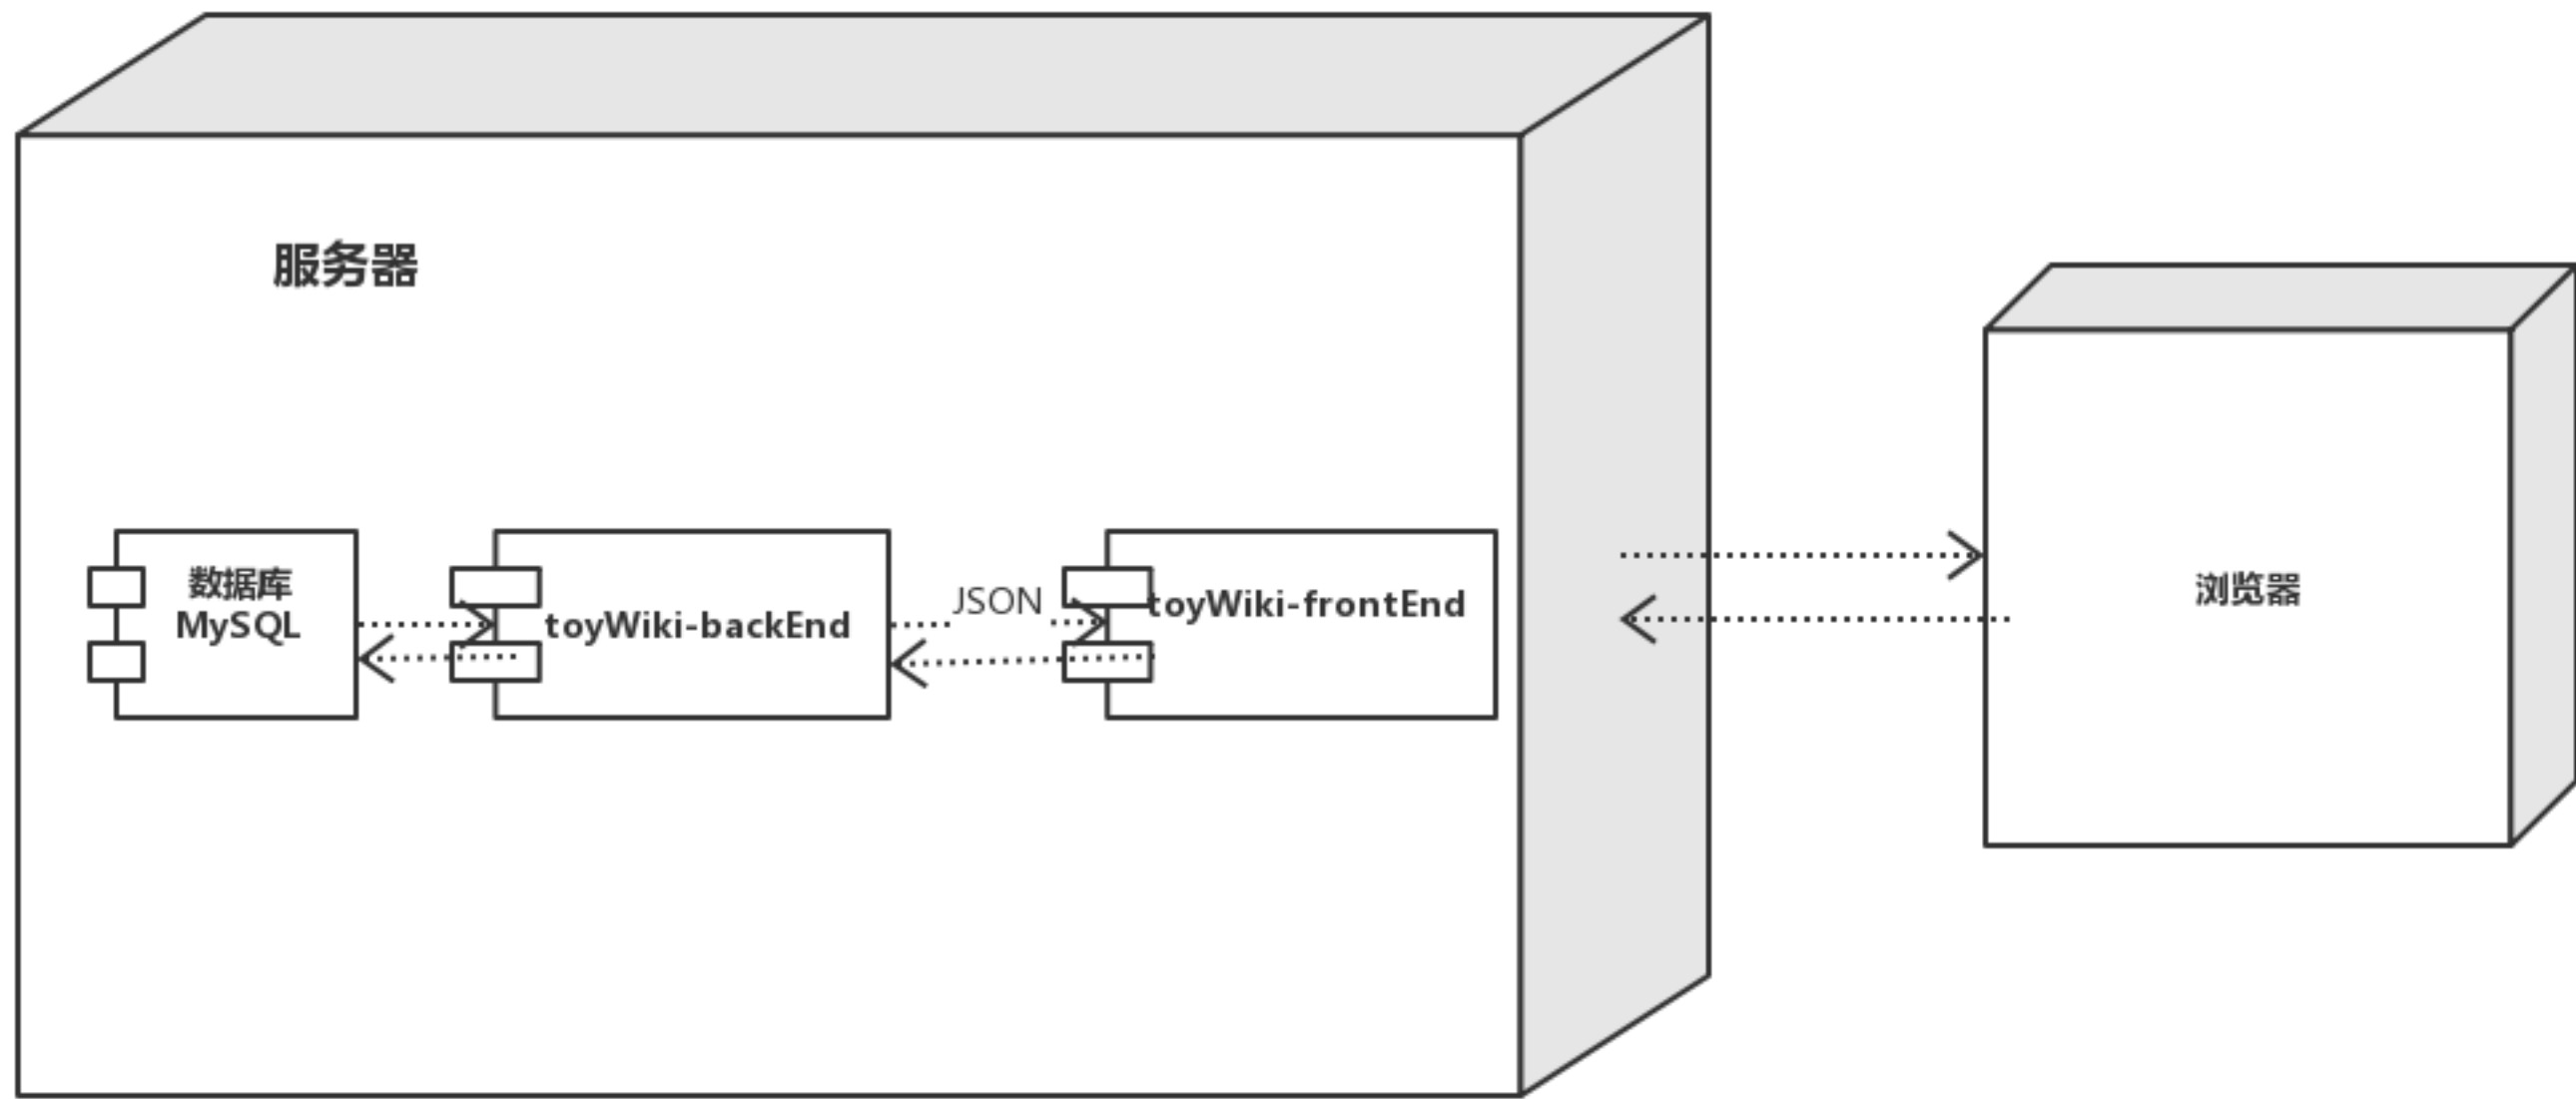 服务器
数据库
MySQL
toyWiki-backEnd
JSON
toyWiki-frontEnd
浏览器